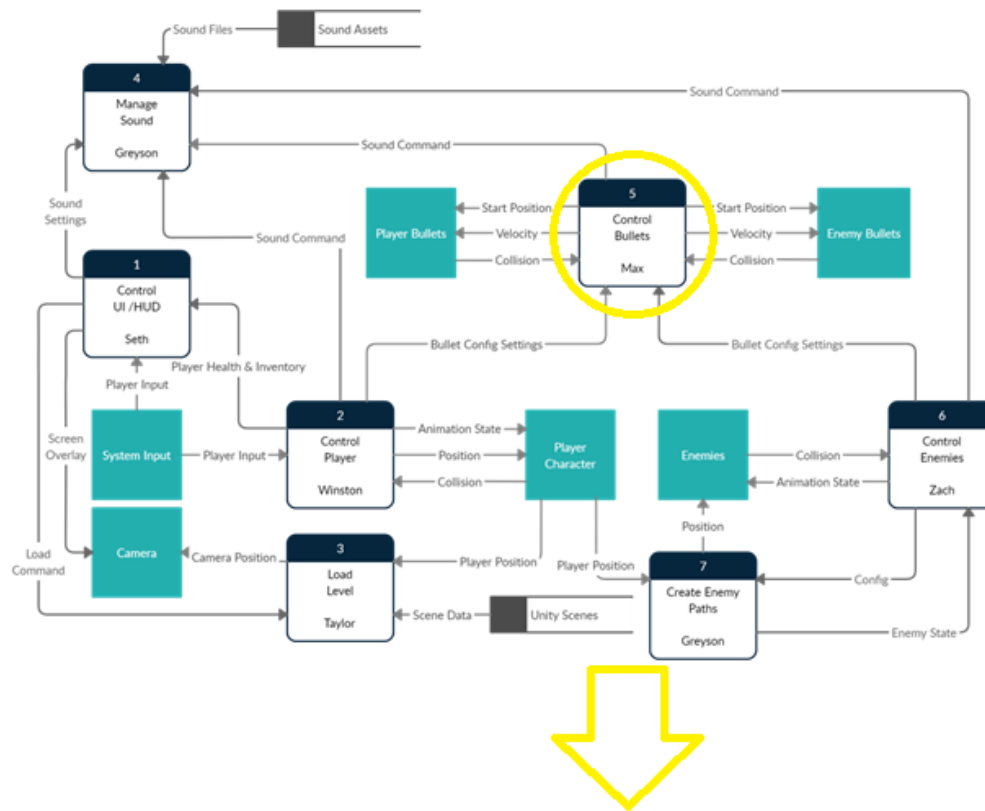 Sound Files
Sound Assets
4
Manage
Sound
Greyson
Sound Command
Sound Command
5
Control
Bullets
Max
Start Position
Velocity
Collision
Player Bullets
Start Position
Velocity
Collision
Enemy Bullets
Sound
Settings
Sound Command
1
Control
UI /HUD
Seth
Bullet Config Settings
Bullet Config Settings
Player Health & Inventory
Player Input
2
Control
Player
Winston
Animation State
Position
Collision
Player
Character
Enemies
Collision
Animation State
6
Control
Enemies
Zach
Screen
Overlay
System Input
Player Input
Position
Load
Command
Camera
Camera Position
3
Load
Level
Taylor
Player Position
Player Position
7
Create Enemy
Paths
Greyson
Config
Scene Data
Unity Scenes
Enemy State